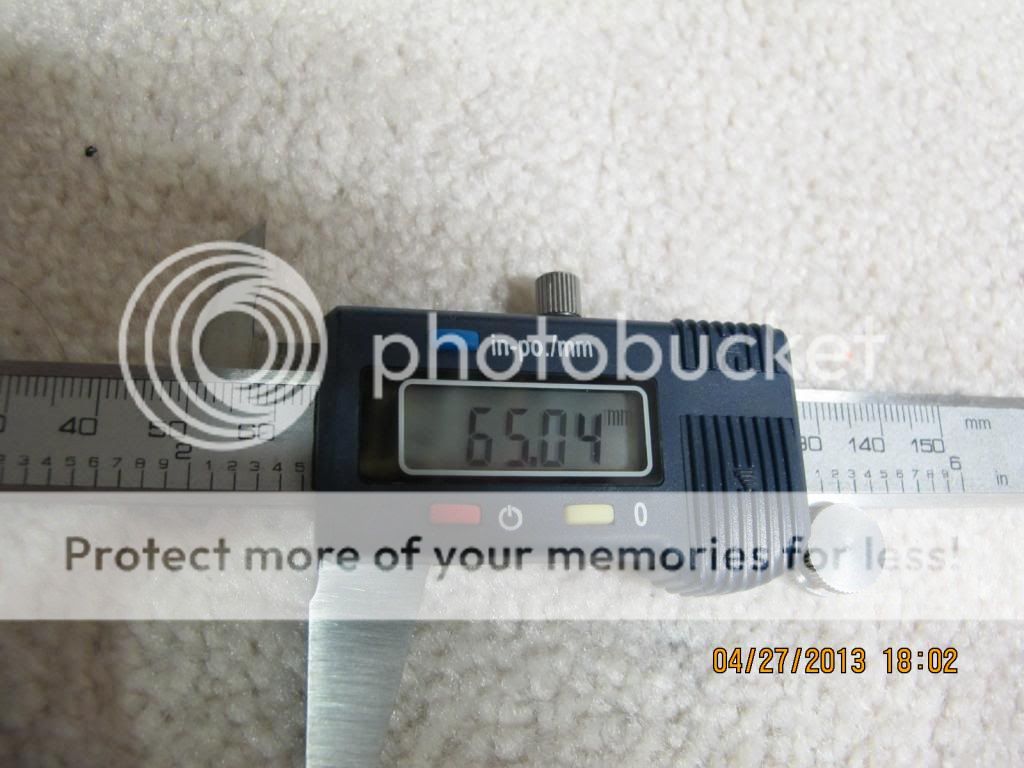 photobucket
in-po./mm
65.04 mm
40 50 60
140 150 mm
2 3 4 5 6 7 8 9 2 1 2 3 4 5
1 2 3 4 5 6 7 8 9 6 in
0
Protect more of your memories for less!
04/27/2013 18:02